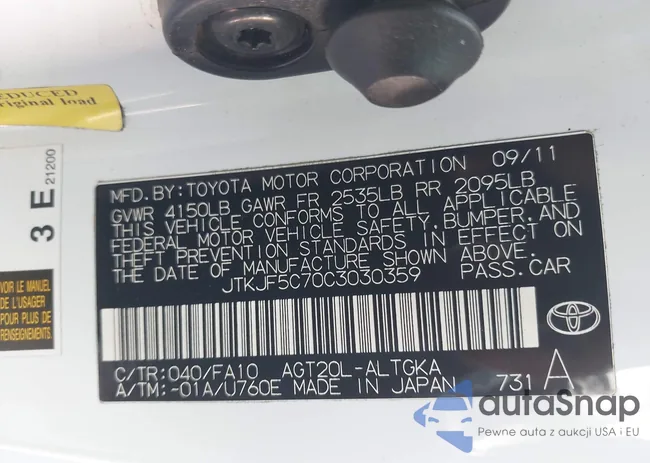 REDUCED
original load
3 E
21200
VOIR LE MANUEL
DE L'USAGER
POUR PLUS DE
RENSEIGNEMENTS
MFD. BY: TOYOTA MOTOR CORPORATION 09/11
GVWR 4150LB GAWR FR 2535LB RR 2095LB
THIS VEHICLE CONFORMS TO ALL APPLICABLE
FEDERAL MOTOR VEHICLE SAFETY, BUMPER, AND
THEFT PREVENTION STANDARDS IN EFFECT ON
THE DATE OF MANUFACTURE SHOWN ABOVE.
JTKJF5C70C3030359 PASS. CAR
C/TR: 040/FA10 AGT20L-ALTGKA
A/TM: -01A/U760E MADE IN JAPAN 731 A
TOYOTA
autaSnap
Pewne auta z aukcji USA i EU